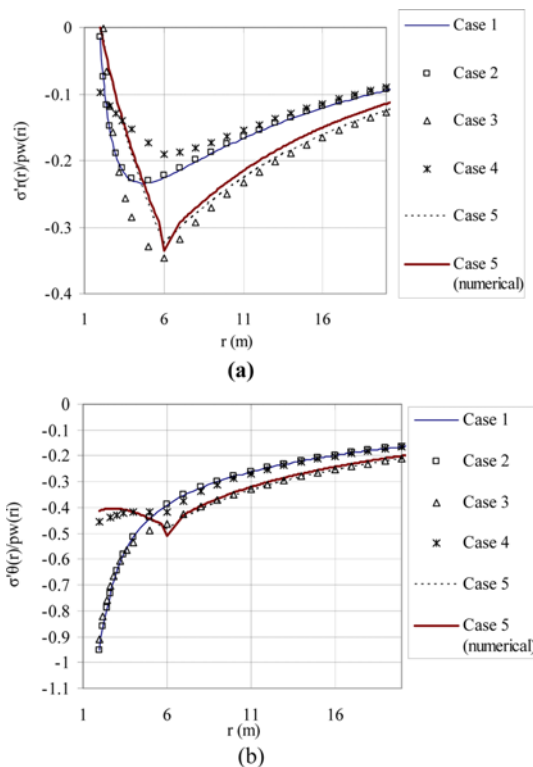 σ'r(r)/pw(ri)
0
-0.1
-0.2
-0.3
-0.4
1
6
11
16
r (m)
Case 1
Case 2
Case 3
Case 4
Case 5
Case 5
(numerical)
(a)
σ'θ(r)/pw(ri)
0
-0.1
-0.2
-0.3
-0.4
-0.5
-0.6
-0.7
-0.8
-0.9
-1
-1.1
1
6
11
16
r (m)
Case 1
Case 2
Case 3
Case 4
Case 5
Case 5
(numerical)
(b)